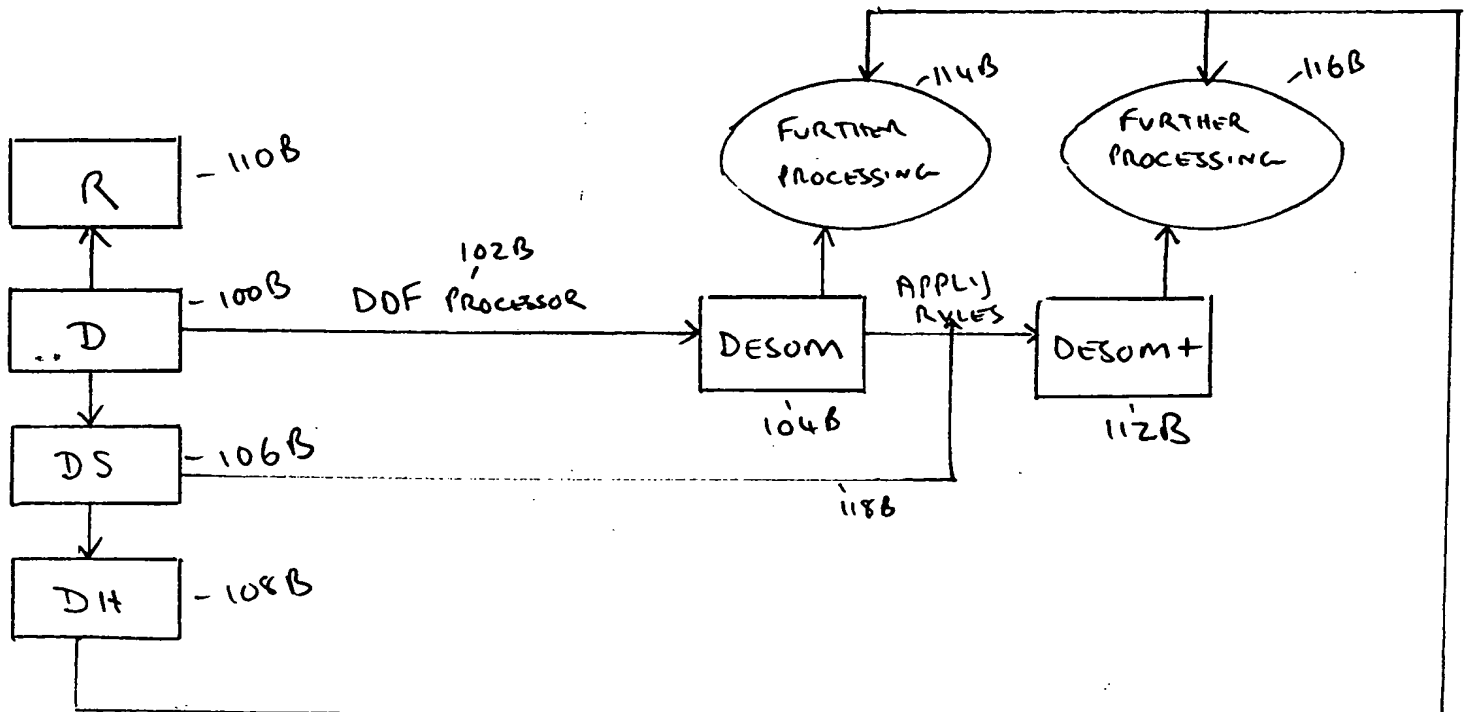 -114B
-116B
FURTHER
PROCESSING
FURTHER
PROCESSING
R
-110B
102B
D
-100B
DOF PROCESSOR
APPLY
RULES
DESOM
DESOM+
104B
112B
DS
-106B
118B
DH
-108B